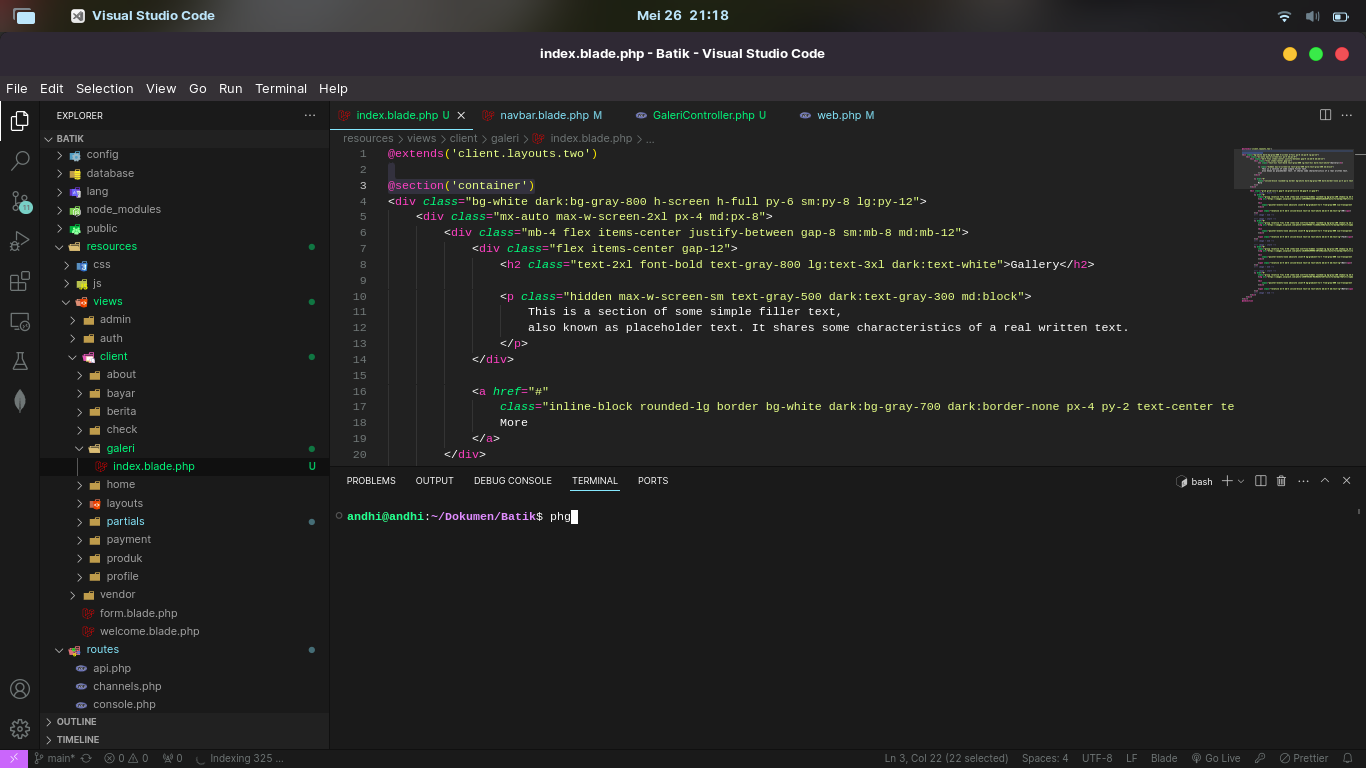 Visual Studio Code
Mei 26 21:18
index.blade.php - Batik - Visual Studio Code
File Edit Selection View Go Run Terminal Help
EXPLORER
index.blade.php U
navbar.blade.php M
GaleriController.php U
web.php M
BATIK
config
database
lang
node_modules
public
resources
css
js
views
admin
auth
client
about
bayar
berita
check
galeri
index.blade.php U
home
layouts
partials
payment
produk
profile
vendor
form.blade.php
welcome.blade.php
routes
api.php
channels.php
console.php
OUTLINE
TIMELINE
11
resources > views > client > galeri > index.blade.php > ...
1 @extends('client.layouts.two')
2
3 @section('container')
4 <div class="bg-white dark:bg-gray-800 h-screen h-full py-6 sm:py-8 lg:py-12">
5 <div class="mx-auto max-w-screen-2xl px-4 md:px-8">
6 <div class="mb-4 flex items-center justify-between gap-8 sm:mb-8 md:mb-12">
7 <div class="flex items-center gap-12">
8 <h2 class="text-2xl font-bold text-gray-800 lg:text-3xl dark:text-white">Gallery</h2>
9
10 <p class="hidden max-w-screen-sm text-gray-500 dark:text-gray-300 md:block">
11 This is a section of some simple filler text,
12 also known as placeholder text. It shares some characteristics of a real written text.
13 </p>
14 </div>
15
16 <a href="#"
17 class="inline-block rounded-lg border bg-white dark:bg-gray-700 dark:border-none px-4 py-2 text-center te
18 More
19 </a>
20 </div>
PROBLEMS OUTPUT DEBUG CONSOLE TERMINAL PORTS
bash
andhi@andhi:~/Dokumen/Batik$ phg
main* 0 0 0 Indexing 325 ...
Ln 3, Col 22 (22 selected) Spaces: 4 UTF-8 LF Blade Go Live Prettier